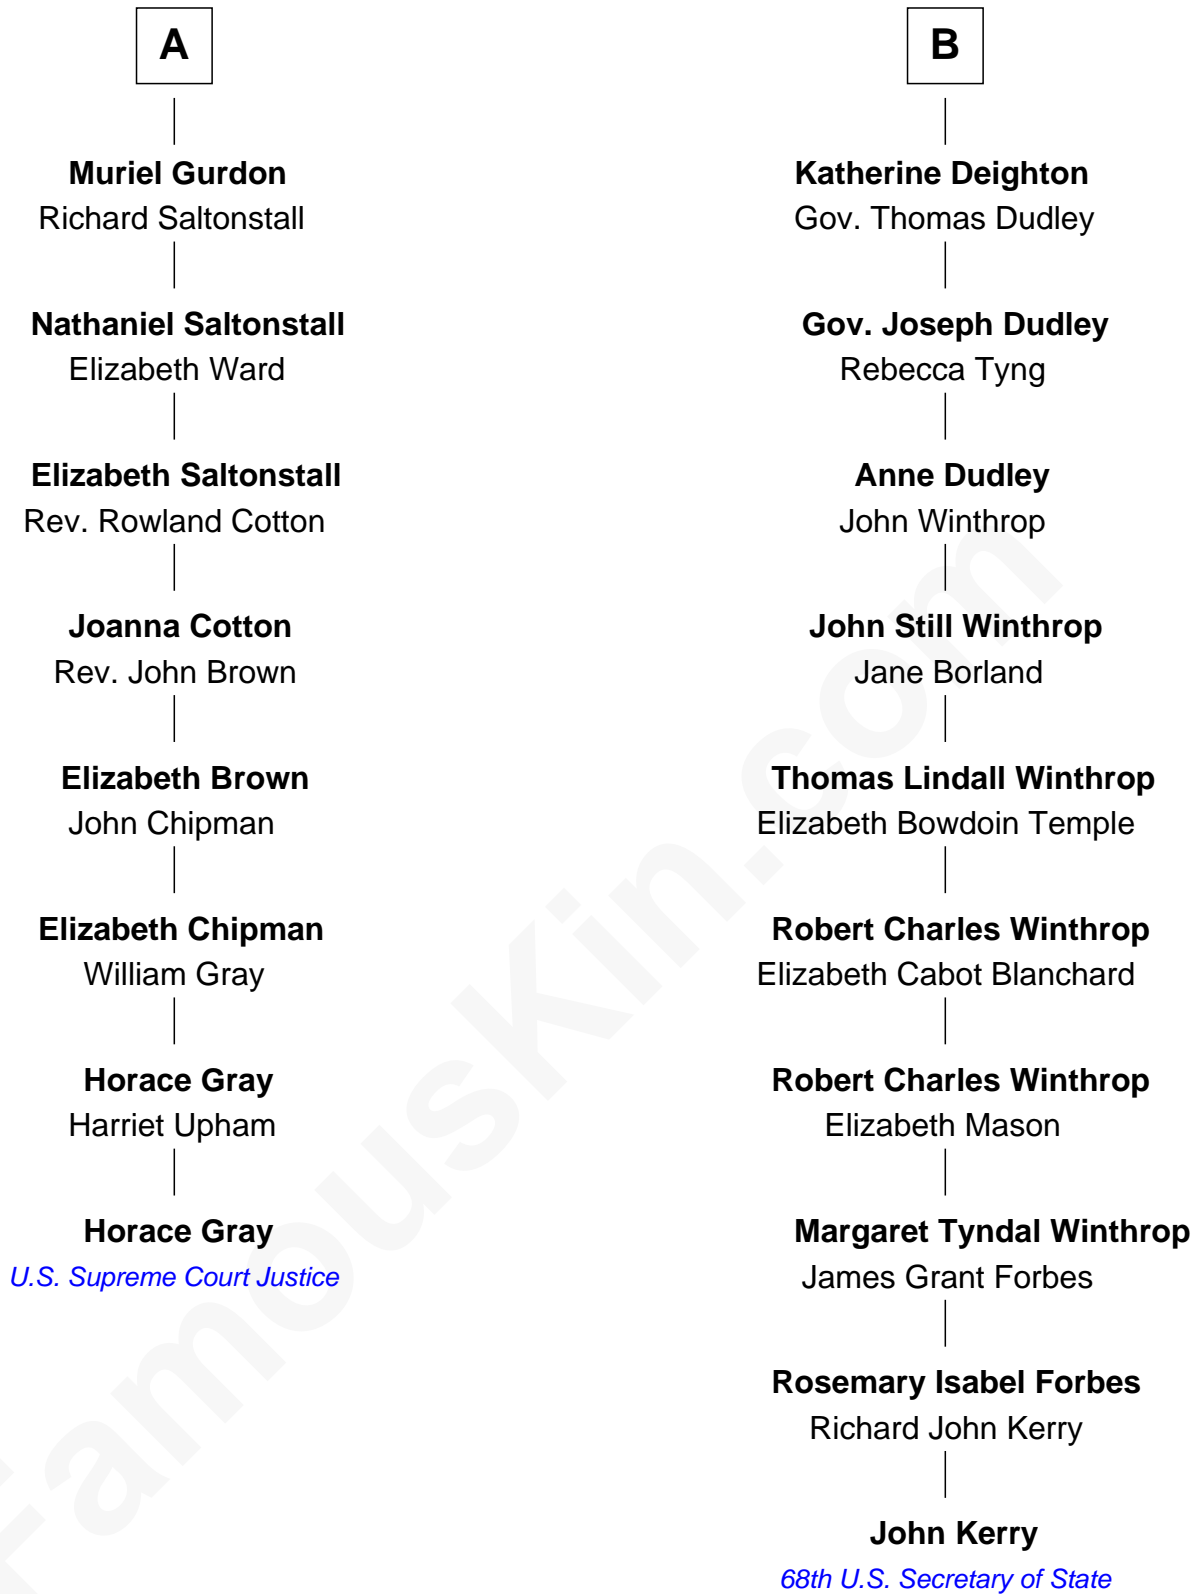 A
Muriel Gurdon
Richard Saltonstall
Nathaniel Saltonstall
Elizabeth Ward
Elizabeth Saltonstall
Rev. Rowland Cotton
Joanna Cotton
Rev. John Brown
Elizabeth Brown
John Chipman
Elizabeth Chipman
William Gray
Horace Gray
Harriet Upham
Horace Gray
U.S. Supreme Court Justice
B
Katherine Deighton
Gov. Thomas Dudley
Gov. Joseph Dudley
Rebecca Tyng
Anne Dudley
John Winthrop
John Still Winthrop
Jane Borland
Thomas Lindall Winthrop
Elizabeth Bowdoin Temple
Robert Charles Winthrop
Elizabeth Cabot Blanchard
Robert Charles Winthrop
Elizabeth Mason
Margaret Tyndal Winthrop
James Grant Forbes
Rosemary Isabel Forbes
Richard John Kerry
John Kerry
68th U.S. Secretary of State
FamousKin.com